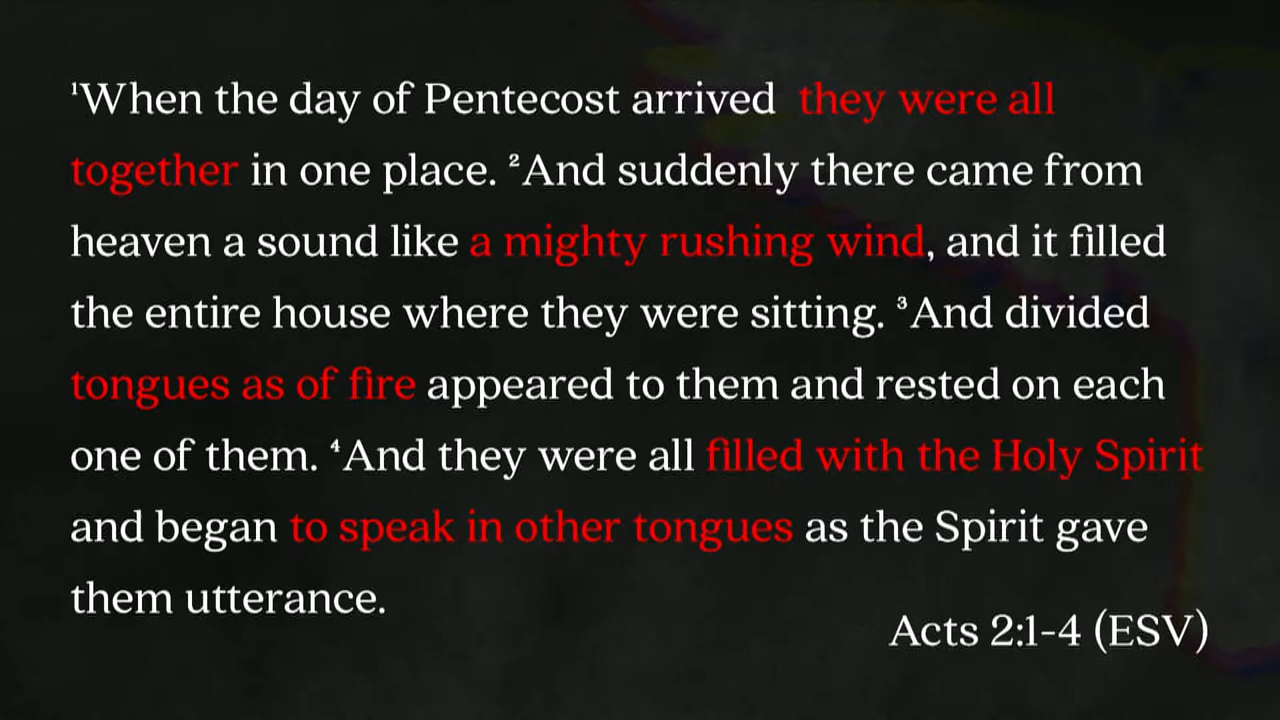 ¹When the day of Pentecost arrived they were all
together in one place. ²And suddenly there came from
heaven a sound like a mighty rushing wind, and it filled
the entire house where they were sitting. ³And divided
tongues as of fire appeared to them and rested on each
one of them. ⁴And they were all filled with the Holy Spirit
and began to speak in other tongues as the Spirit gave
them utterance.
Acts 2:1-4 (ESV)